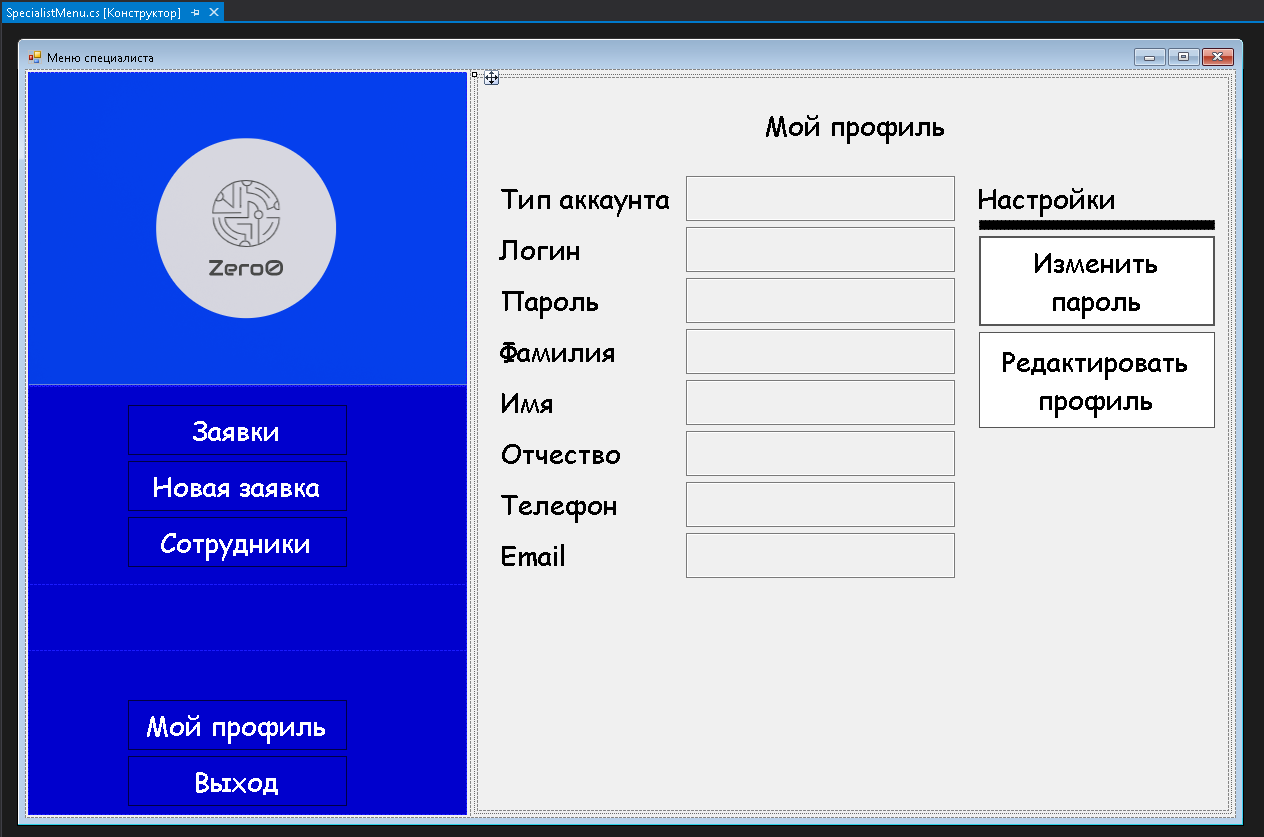 SpecialistMenu.cs [Конструктор]
Меню специалиста
Zero0
Заявки
Новая заявка
Сотрудники
Мой профиль
Выход
Мой профиль
Тип аккаунта
Логин
Пароль
Фамилия
Имя
Отчество
Телефон
Email
Настройки
Изменить
пароль
Редактировать
профиль